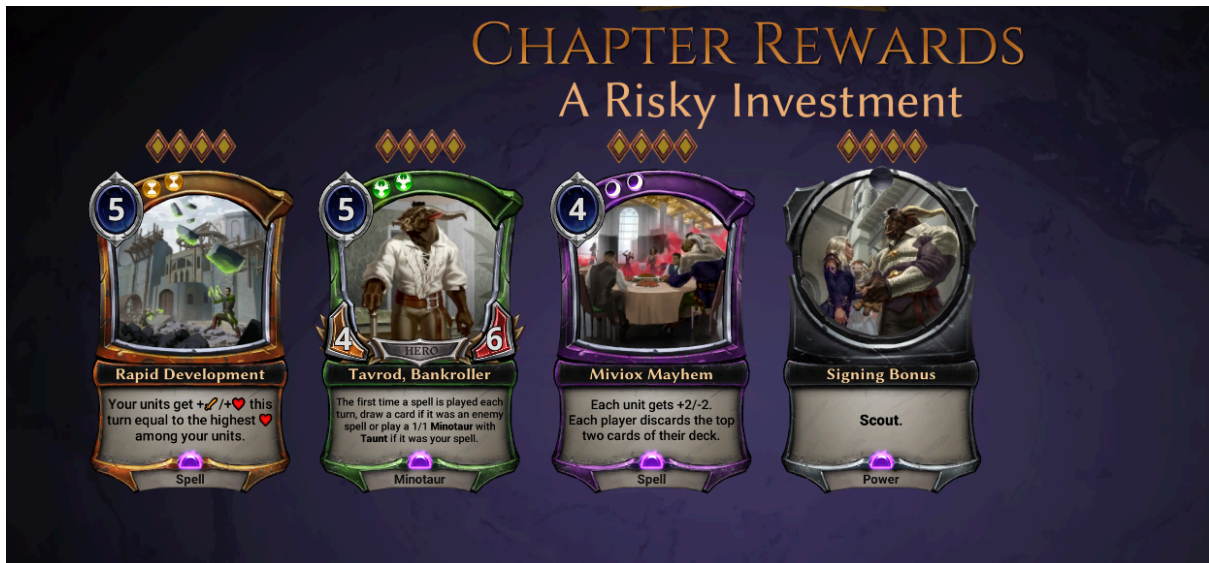 CHAPTER REWARDS
A Risky Investment
5
Rapid Development
Your units get +/+ this
turn equal to the highest
among your units.
Spell
5
4
HERO
6
Tavrod, Bankroller
The first time a spell is played each
turn, draw a card if it was an enemy
spell or play a 1/1 Minotaur with
Taunt if it was your spell.
Minotaur
4
Miviox Mayhem
Each unit gets +2/-2.
Each player discards the top
two cards of their deck.
Spell
Signing Bonus
Scout.
Power